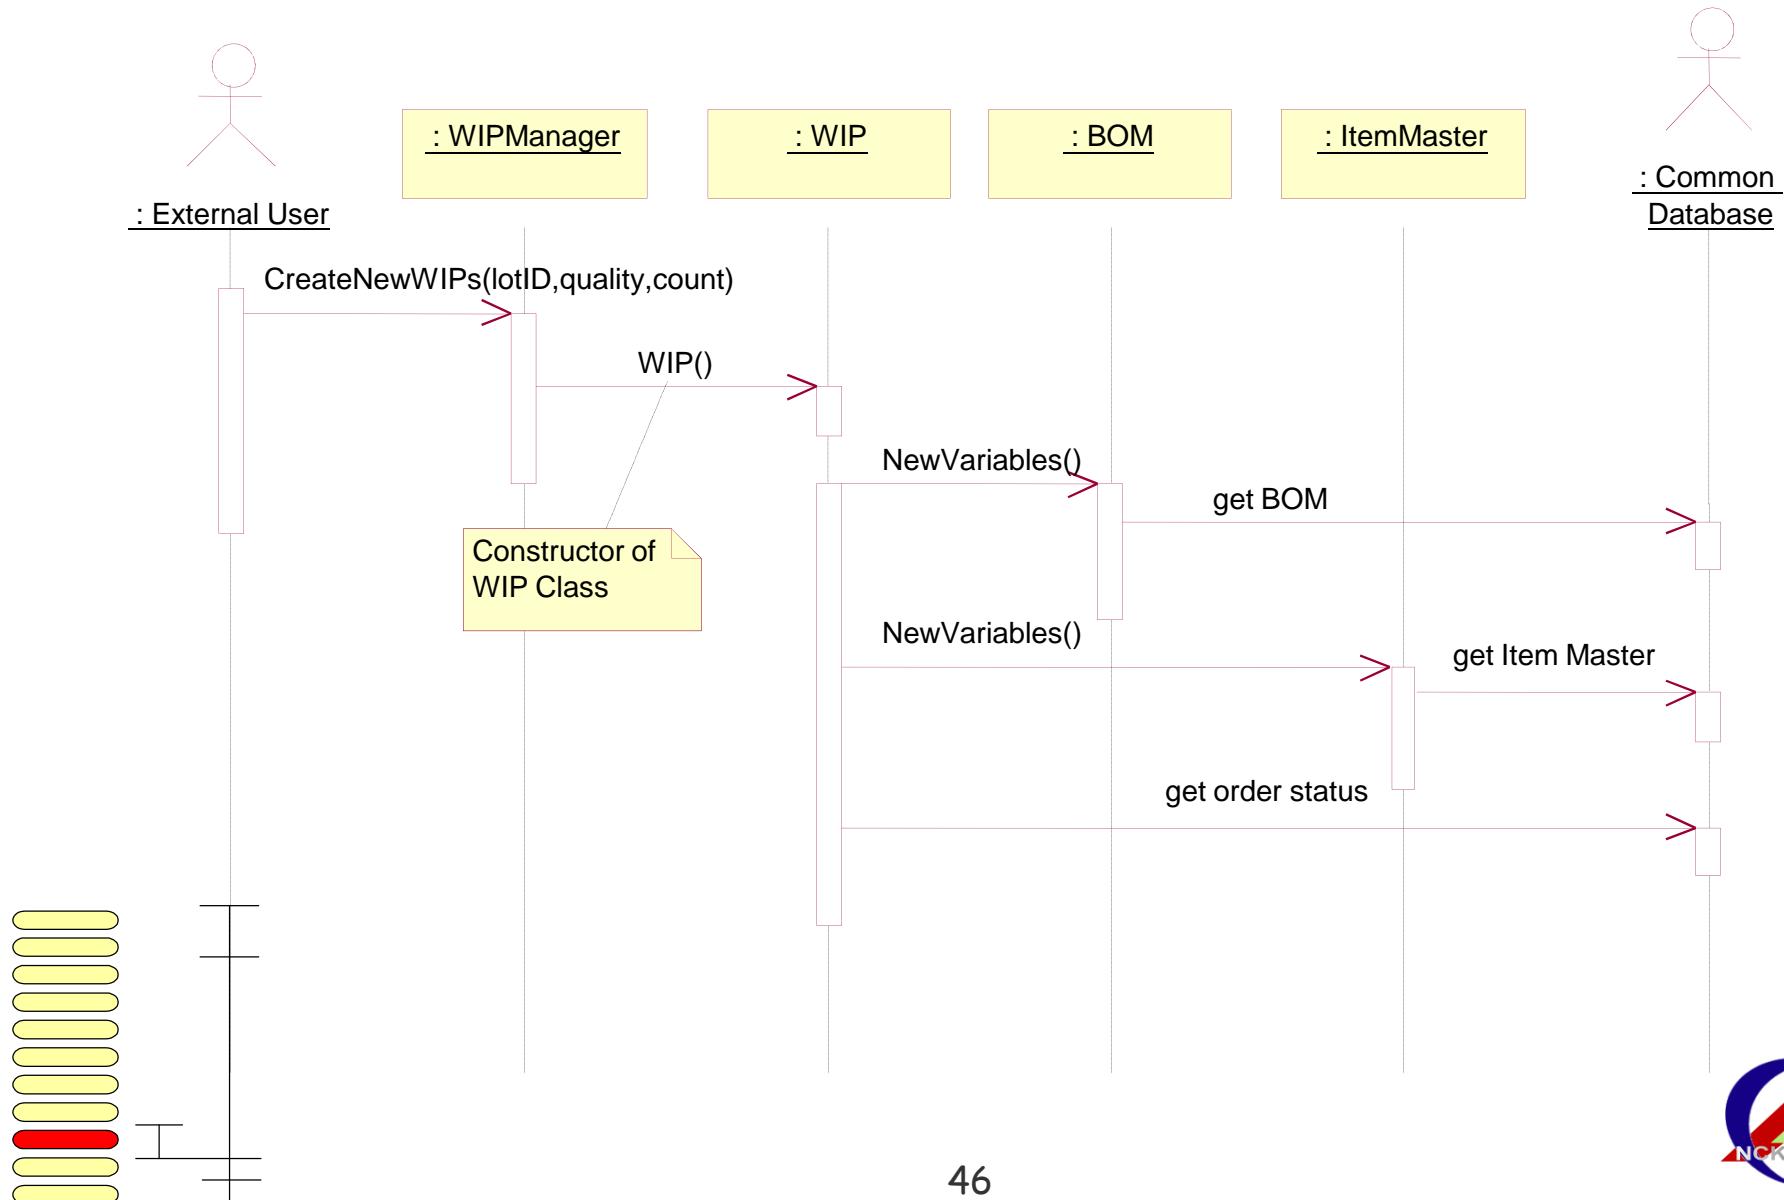 : WIPManager
: WIP
: BOM
: ItemMaster
: Common
Database
: External User
CreateNewWIPs(lotID,quality,count)
WIP()
NewVariables()
get BOM
Constructor of
WIP Class
NewVariables()
get Item Master
get order status
46